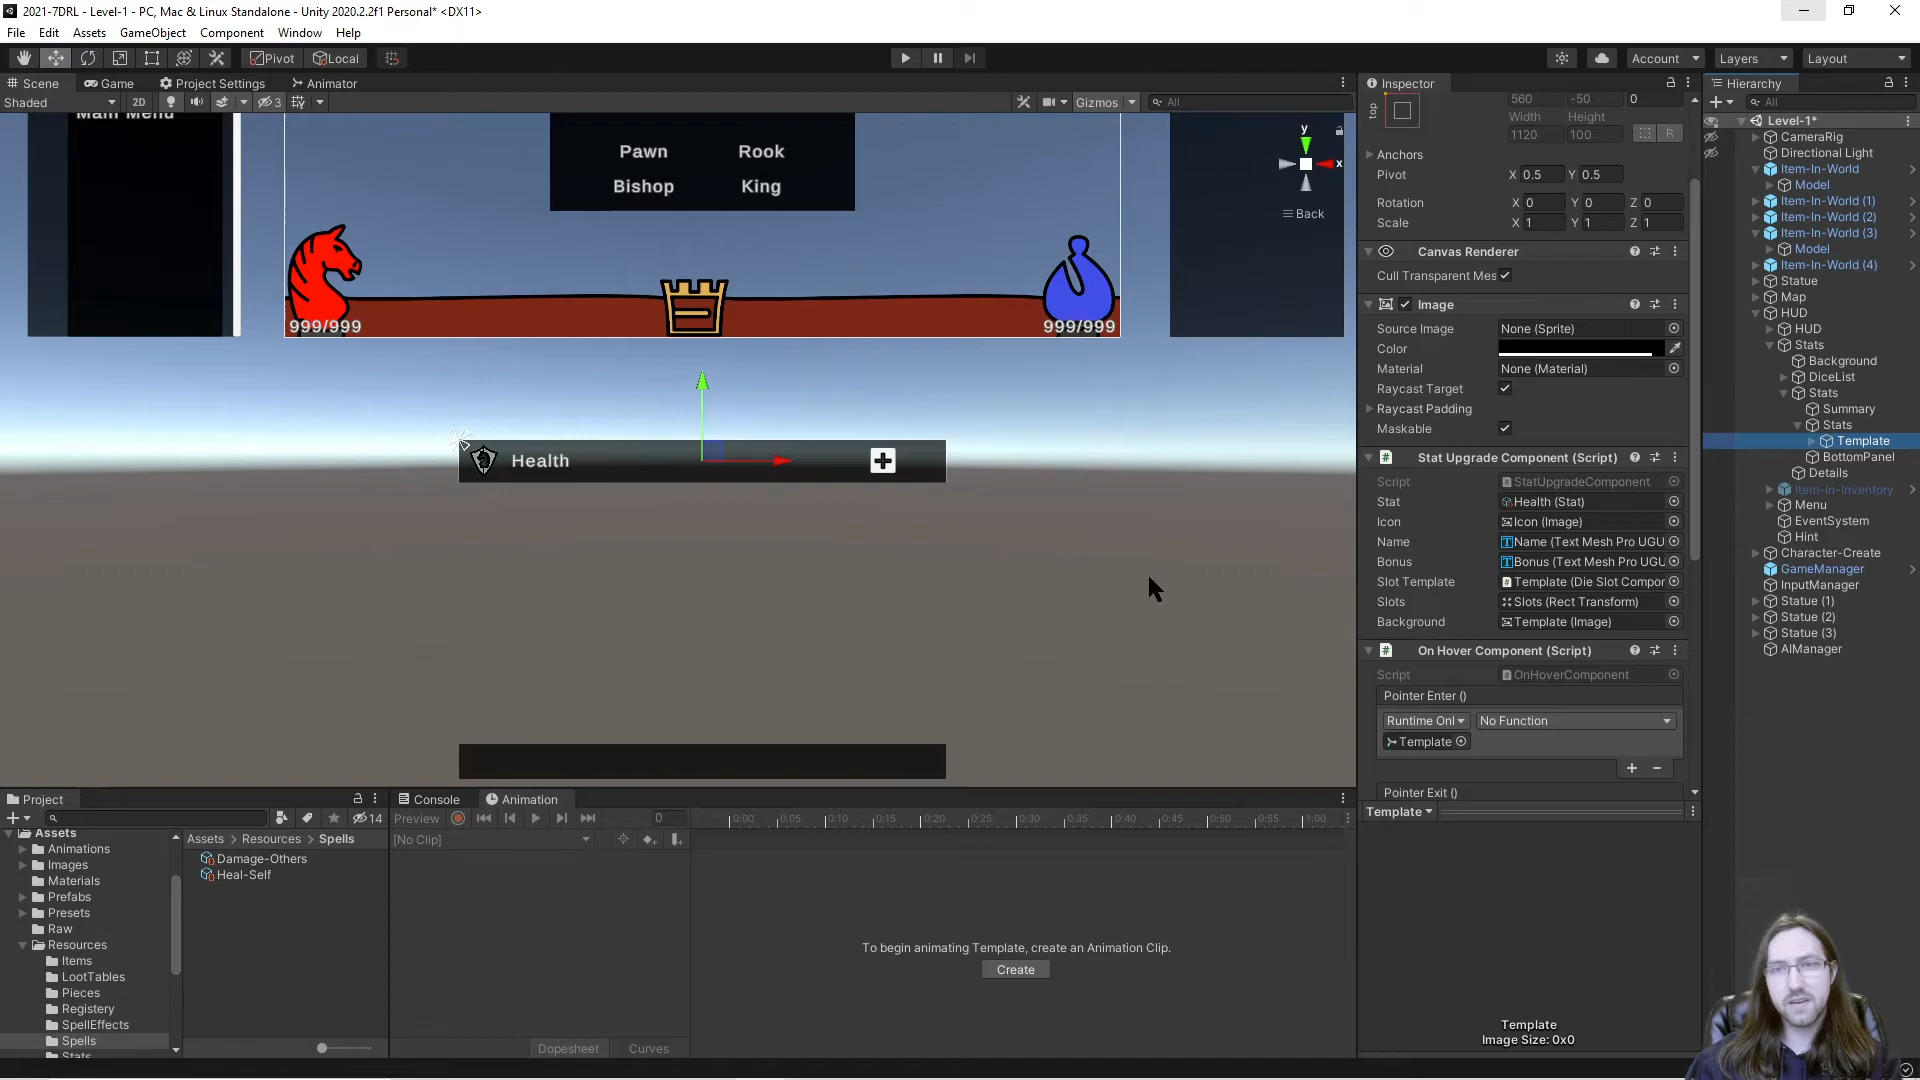 2021-7DRL - Level-1 - PC, Mac & Linux Standalone - Unity 2020.2.2f1 Personal* <DX11>
File Edit Assets GameObject Component Window Help
Pivot Local Account Layers Layout
Scene Game Project Settings Animator
Shaded 2D 3 Gizmos All
Main Menu
Pawn Rook
Bishop King
y
x
Back
999/999 999/999
Health
Inspector
top
560 -50 0
Width Height
1120 100 R
Anchors
Pivot X 0.5 Y 0.5
Rotation X 0 Y 0 Z 0
Scale X 1 Y 1 Z 1
Canvas Renderer
Cull Transparent Mes
Image
Source Image None (Sprite)
Color
Material None (Material)
Raycast Target
Raycast Padding
Maskable
Stat Upgrade Component (Script)
Script StatUpgradeComponent
Stat Health (Stat)
Icon Icon (Image)
Name Name (Text Mesh Pro UGU
Bonus Bonus (Text Mesh Pro UGU
Slot Template Template (Die Slot Compor
Slots Slots (Rect Transform)
Background Template (Image)
On Hover Component (Script)
Script OnHoverComponent
Pointer Enter ()
Runtime Onl No Function
Template
Pointer Exit ()
Template
Template
Image Size: 0x0
Hierarchy
All
Level-1*
CameraRig
Directional Light
Item-In-World
Model
Item-In-World (1)
Item-In-World (2)
Item-In-World (3)
Model
Item-In-World (4)
Statue
Map
HUD
HUD
Stats
Background
DiceList
Stats
Summary
Stats
Template
BottomPanel
Details
Item-In-Inventory
Menu
EventSystem
Hint
Character-Create
GameManager
InputManager
Statue (1)
Statue (2)
Statue (3)
AIManager
Project
14
Assets
Animations
Images
Materials
Prefabs
Presets
Raw
Resources
Items
LootTables
Pieces
Registery
SpellEffects
Spells
Stats
Assets > Resources > Spells
Damage-Others
Heal-Self
Console Animation
Preview 0
0:00 0:05 0:10 0:15 0:20 0:25 0:30 0:35 0:40 0:45 0:50 0:55 1:00
[No Clip]
To begin animating Template, create an Animation Clip.
Create
Dopesheet Curves